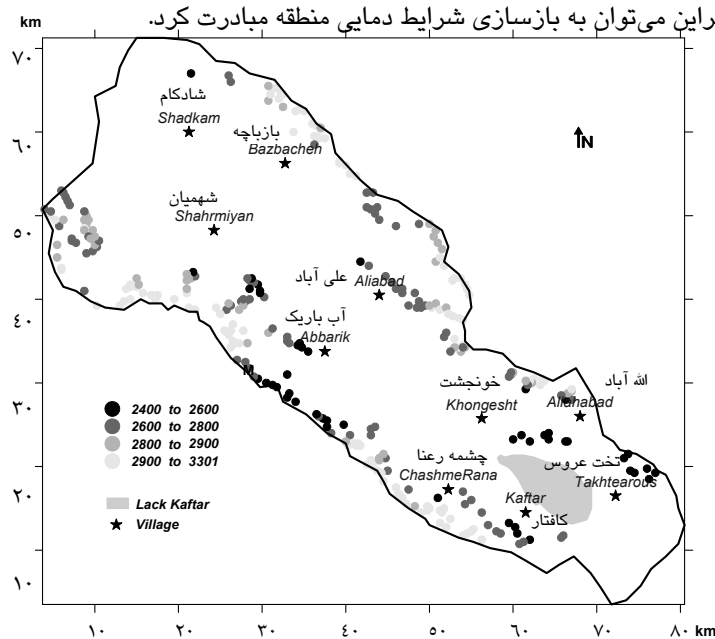 راین می‌توان به بازسازی شرایط دمایی منطقه مبادرت کرد.
km
۷۰
۶۰
۵۰
۴۰
۳۰
۲۰
۱۰
شادکام
Shadkam
بازباچه
Bazbacheh
N
شهمیان
Shahrmiyan
علی آباد
Aliabad
آب باریک
Abbarik
M
خونجشت
Khongesht
الله آباد
Allahabad
چشمه رعنا
ChashmeRana
تخت عروس
Takhtearous
Kaftar
کافتار
2400 to 2600
2600 to 2800
2800 to 2900
2900 to 3301
Lack Kaftar
Village
۱۰ ۲۰ ۳۰ ۴۰ ۵۰ ۶۰ ۷۰ ۸۰ km